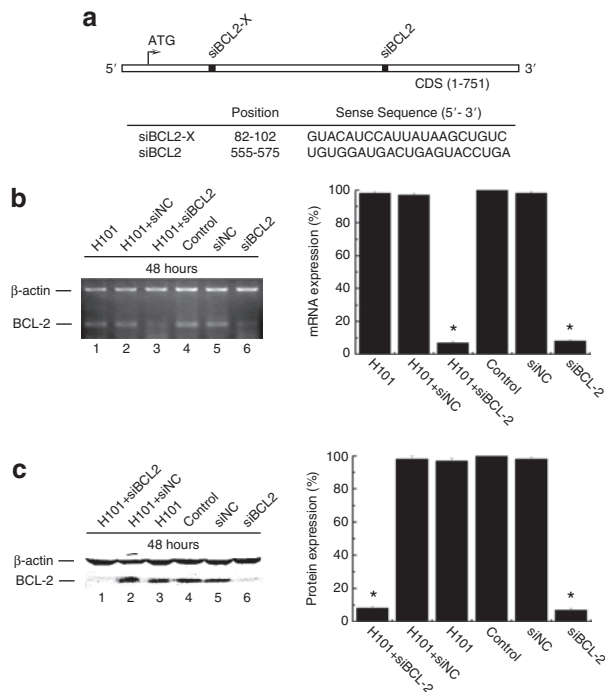 a
ATG
siBCL2-X
siBCL2
5′
3′
CDS (1-751)
Position Sense Sequence (5′- 3′)
siBCL2-X 82-102 GUACAUCCAUUAUAAGCUGUC
siBCL2 555-575 UGUGGAUGACUGAGUACCUGA
b
H101
H101+siNC
H101+siBCL2
Control
siNC
siBCL2
48 hours
β-actin
BCL-2
1 2 3 4 5 6
mRNA expression (%)
100
80
60
40
20
0
*
*
H101
H101+siNC
H101+siBCL-2
Control
siNC
siBCL-2
c
H101+siBCL2
H101+siNC
H101
Control
siNC
siBCL2
48 hours
β-actin
BCL-2
1 2 3 4 5 6
Protein expression (%)
100
80
60
40
20
0
*
*
H101+siBCL-2
H101+siNC
H101
Control
siNC
siBCL-2